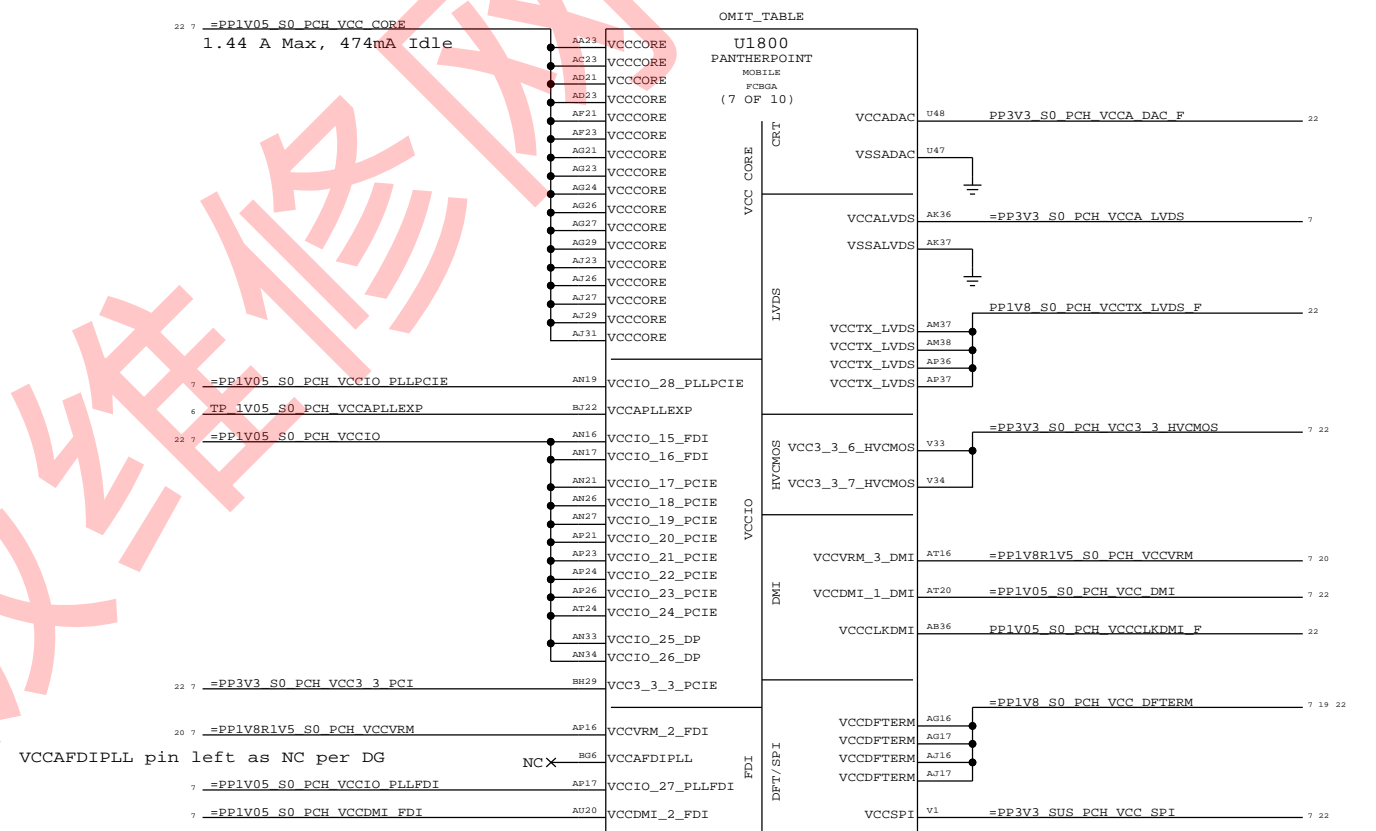 OMIT_TABLE
22 7 =PP1V05_S0_PCH_VCC_CORE
1.44 A Max, 474mA Idle
AA23 VCCCORE
AC23 VCCCORE
AD21 VCCCORE
AD23 VCCCORE
AF21 VCCCORE
AF23 VCCCORE
AG21 VCCCORE
AG23 VCCCORE
AG24 VCCCORE
AG26 VCCCORE
AG27 VCCCORE
AG29 VCCCORE
AJ23 VCCCORE
AJ26 VCCCORE
AJ27 VCCCORE
AJ29 VCCCORE
AJ31 VCCCORE
U1800
PANTHERPOINT
MOBILE
FCBGA
(7 OF 10)
VCC CORE
CRT
VCCADAC U48 PP3V3_S0_PCH_VCCA_DAC_F 22
VSSADAC U47
LVDS
VCCALVDS AK36 =PP3V3_S0_PCH_VCCA_LVDS 7
VSSALVDS AK37
PP1V8_S0_PCH_VCCTX_LVDS_F 22
VCCTX_LVDS AM37
VCCTX_LVDS AM38
VCCTX_LVDS AP36
VCCTX_LVDS AP37
7 =PP1V05_S0_PCH_VCCIO_PLLPCIE AN19 VCCIO_28_PLLPCIE
6 TP_1V05_S0_PCH_VCCAPLLEXP BJ22 VCCAPLLEXP
22 7 =PP1V05_S0_PCH_VCCIO AN16 VCCIO_15_FDI
AN17 VCCIO_16_FDI
AN21 VCCIO_17_PCIE
AN26 VCCIO_18_PCIE
AN27 VCCIO_19_PCIE
AP21 VCCIO_20_PCIE
AP23 VCCIO_21_PCIE
AP24 VCCIO_22_PCIE
AP26 VCCIO_23_PCIE
AT24 VCCIO_24_PCIE
AN33 VCCIO_25_DP
AN34 VCCIO_26_DP
22 7 =PP3V3_S0_PCH_VCC3_3_PCI BH29 VCC3_3_3_PCIE
VCCIO
HVCMOS
=PP3V3_S0_PCH_VCC3_3_HVCMOS 7 22
VCC3_3_6_HVCMOS V33
VCC3_3_7_HVCMOS V34
DMI
VCCVRM_3_DMI AT16 =PP1V8R1V5_S0_PCH_VCCVRM 7 20
VCCDMI_1_DMI AT20 =PP1V05_S0_PCH_VCC_DMI 7 22
VCCCLKDMI AB36 PP1V05_S0_PCH_VCCCLKDMI_F 22
20 7 =PP1V8R1V5_S0_PCH_VCCVRM AP16 VCCVRM_2_FDI
VCCAFDIPLL pin left as NC per DG
NC BG6 VCCAFDIPLL
7 =PP1V05_S0_PCH_VCCIO_PLLFDI AP17 VCCIO_27_PLLFDI
7 =PP1V05_S0_PCH_VCCDMI_FDI AU20 VCCDMI_2_FDI
FDI
DFT/SPI
=PP1V8_S0_PCH_VCC_DFTERM 7 19 22
VCCDFTERM AG16
VCCDFTERM AG17
VCCDFTERM AJ16
VCCDFTERM AJ17
VCCSPI V1 =PP3V3_SUS_PCH_VCC_SPI 7 22
维修网